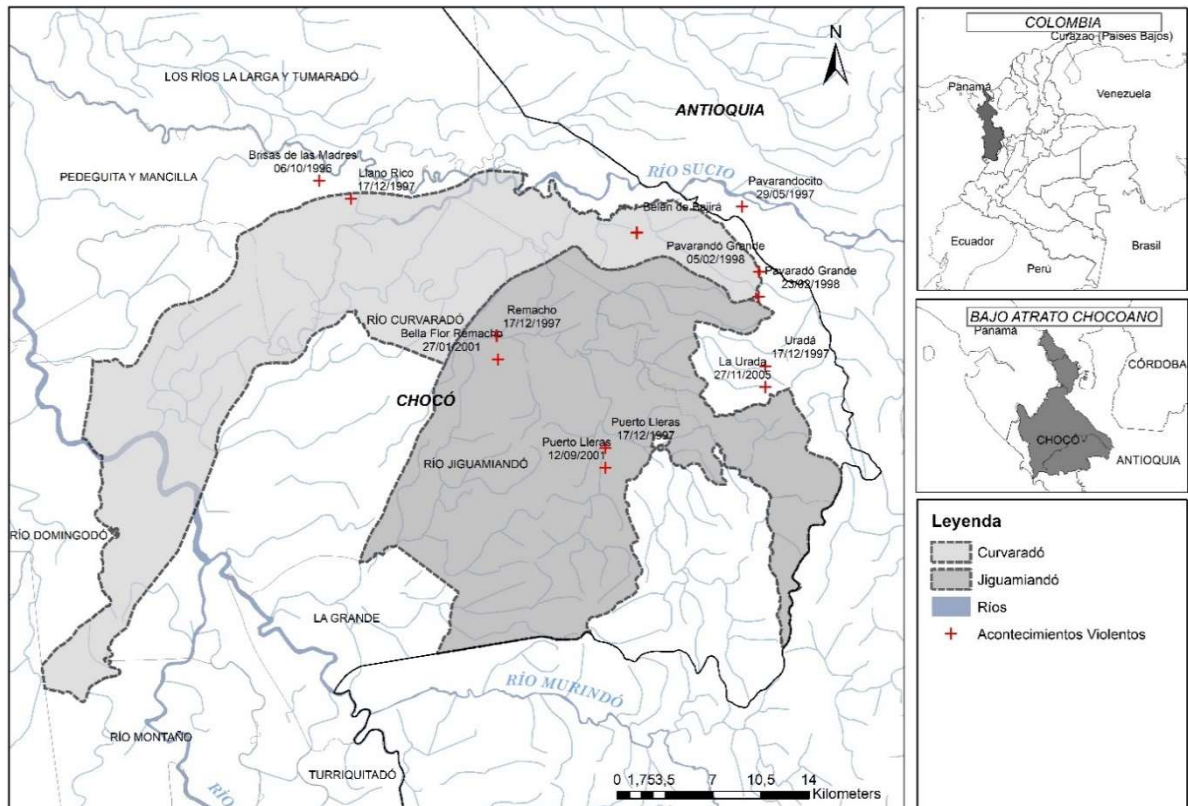 N
LOS RÍOS LA LARGA Y TUMARADÓ
ANTIOQUIA
Brisas de las Madres
06/10/1996
PEDEGUITA Y MANCILLA
Llano Rico
17/12/1997
RÍO SUCIO
Pavarandocito
29/05/1997
Belén de Bajirá
Pavarandó Grande
05/02/1998
Pavaradó Grande
23/02/1998
RÍO CURVARADÓ
Remacho
17/12/1997
Bella Flor Remacho
27/01/2001
Uradá
17/12/1997
La Urada
27/11/2005
CHOCÓ
Puerto Lleras
17/12/1997
Puerto Lleras
12/09/2001
RÍO JIGUAMIANDÓ
RÍO DOMINGODÓ
LA GRANDE
RÍO MURINDÓ
RÍO MONTAÑO
TURRIQUITADÓ
RÍO
0 1,753,5 7 10,5 14
Kilometers
COLOMBIA
Curazao (Paises Bajos)
Panamá
Venezuela
Ecuador
Perú
Brasil
BAJO ATRATO CHOCOANO
Panamá
CÓRDOBA
CHOCÓ
ANTIOQUIA
Leyenda
Curvaradó
Jiguamiandó
Ríos
Acontecimientos Violentos